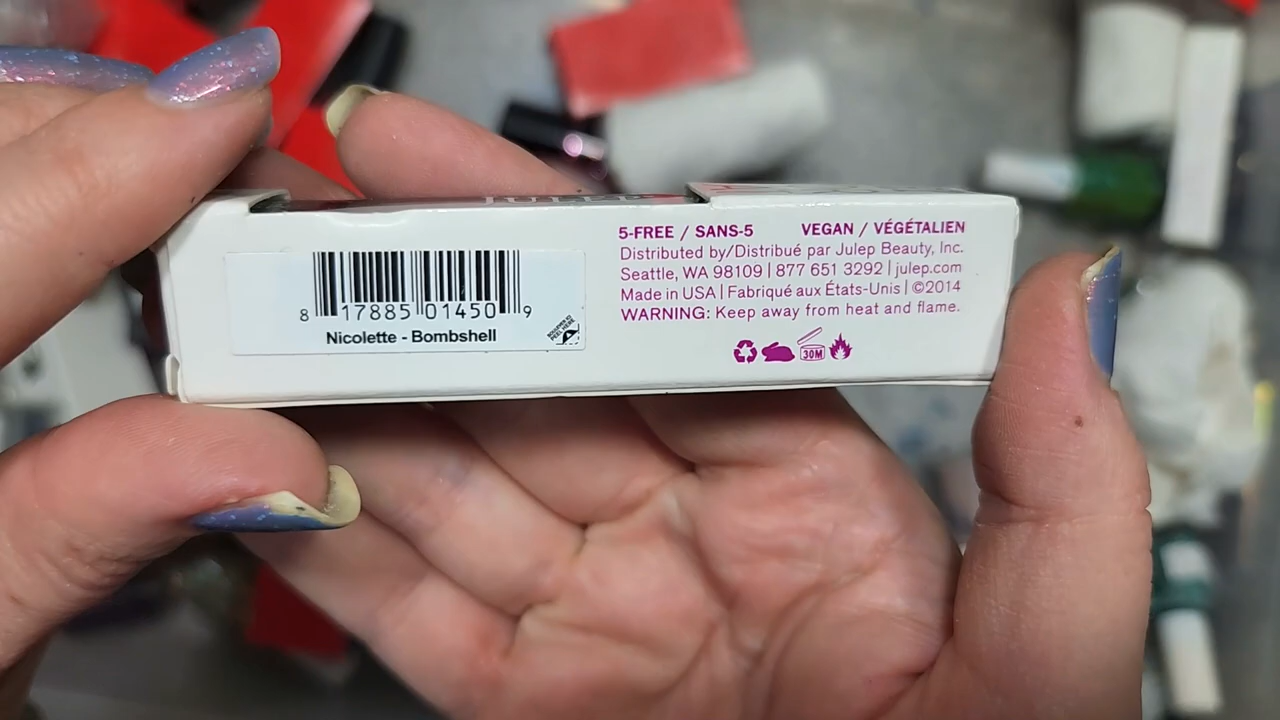 5-FREE / SANS-5 VEGAN / VÉGÉTALIEN
Distributed by/Distribué par Julep Beauty, Inc.
Seattle, WA 98109 | 877 651 3292 | julep.com
Made in USA | Fabriqué aux États-Unis | ©2014
WARNING: Keep away from heat and flame.
30M
8 17885 01450 9
Nicolette - Bombshell